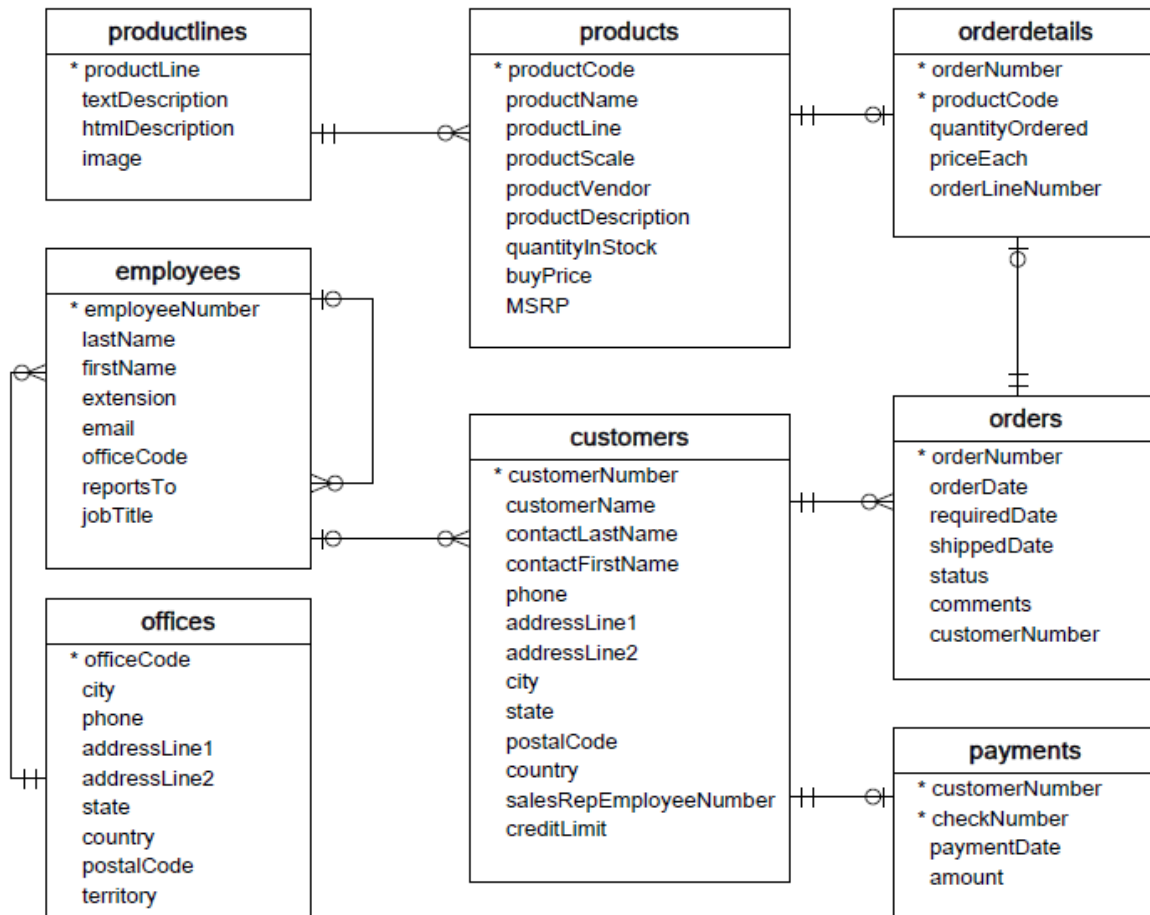 productlines
* productLine
textDescription
htmlDescription
image
products
* productCode
productName
productLine
productScale
productVendor
productDescription
quantityInStock
buyPrice
MSRP
orderdetails
* orderNumber
* productCode
quantityOrdered
priceEach
orderLineNumber
employees
* employeeNumber
lastName
firstName
extension
email
officeCode
reportsTo
jobTitle
customers
* customerNumber
customerName
contactLastName
contactFirstName
phone
addressLine1
addressLine2
city
state
postalCode
country
salesRepEmployeeNumber
creditLimit
orders
* orderNumber
orderDate
requiredDate
shippedDate
status
comments
customerNumber
offices
* officeCode
city
phone
addressLine1
addressLine2
state
country
postalCode
territory
payments
* customerNumber
* checkNumber
paymentDate
amount